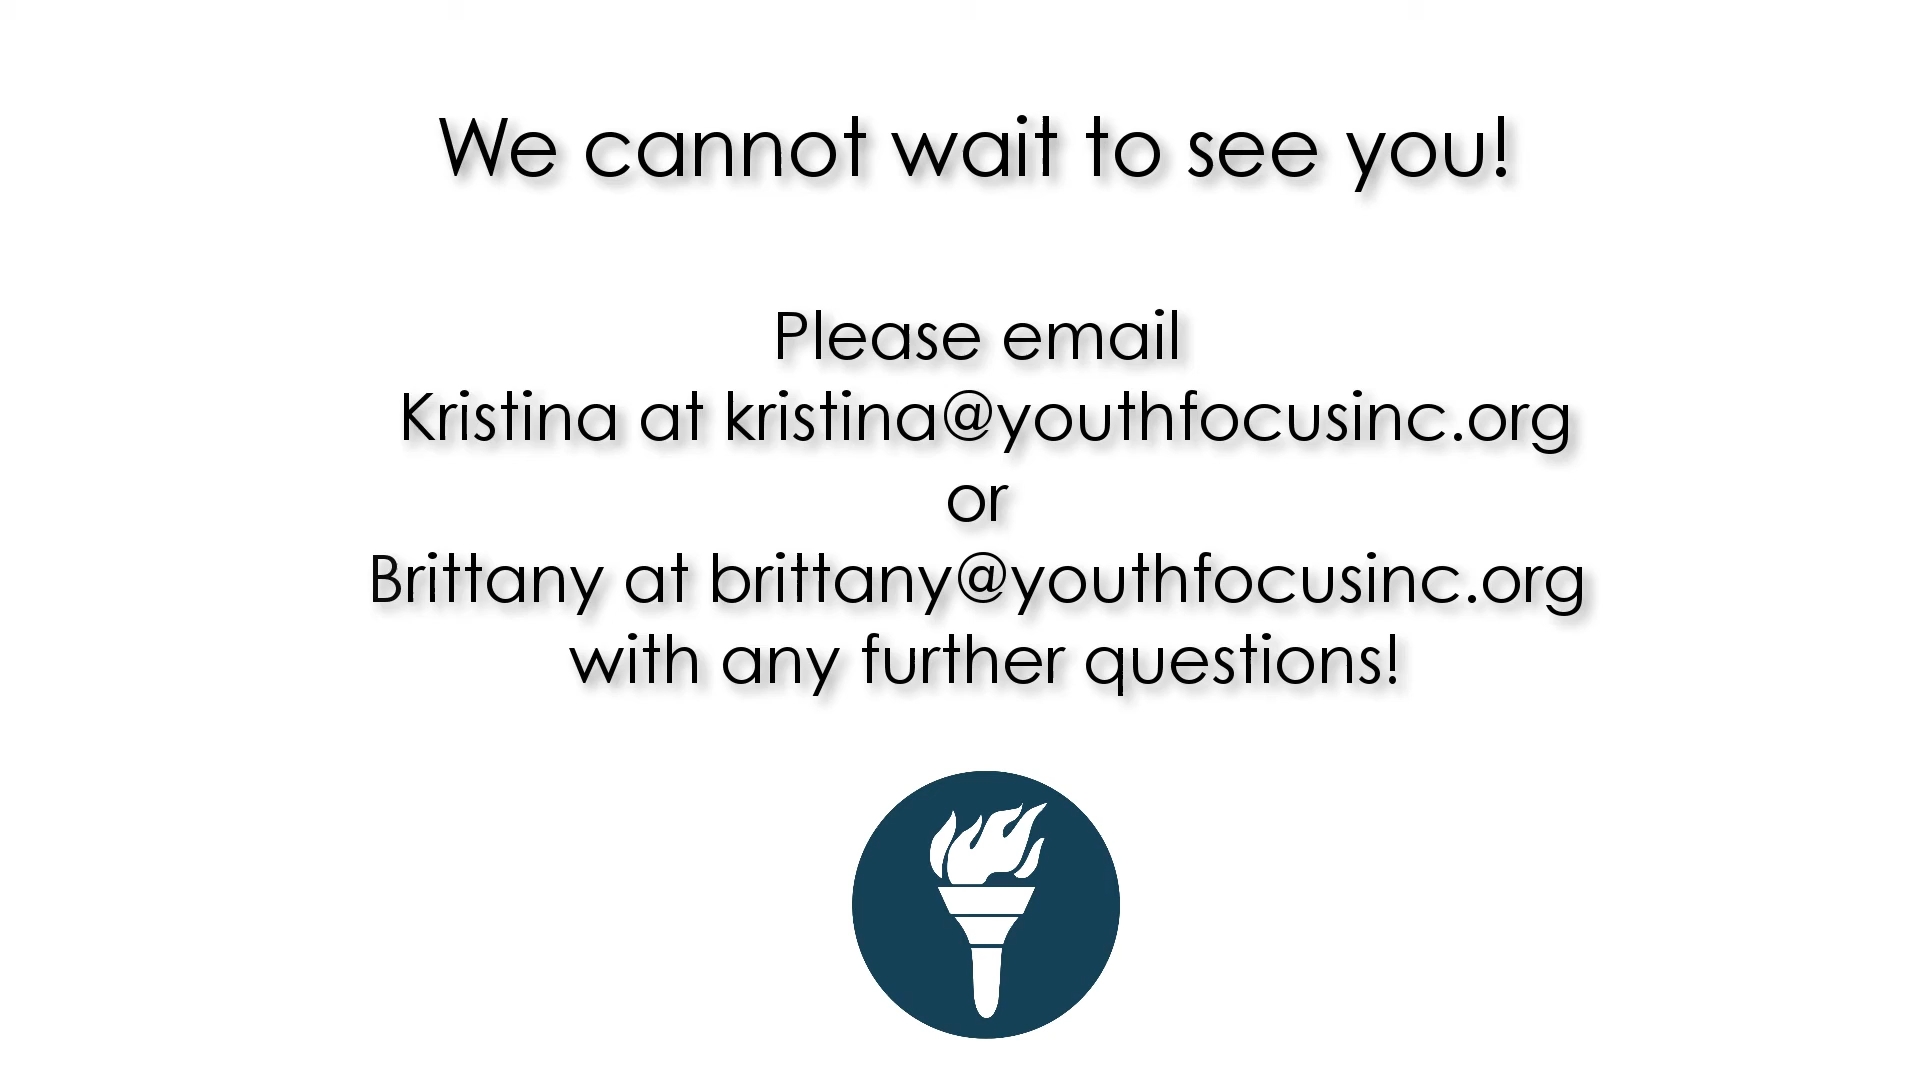 We cannot wait to see you!
Please email
Kristina at kristina@youthfocusinc.org
or
Brittany at brittany@youthfocusinc.org
with any further questions!